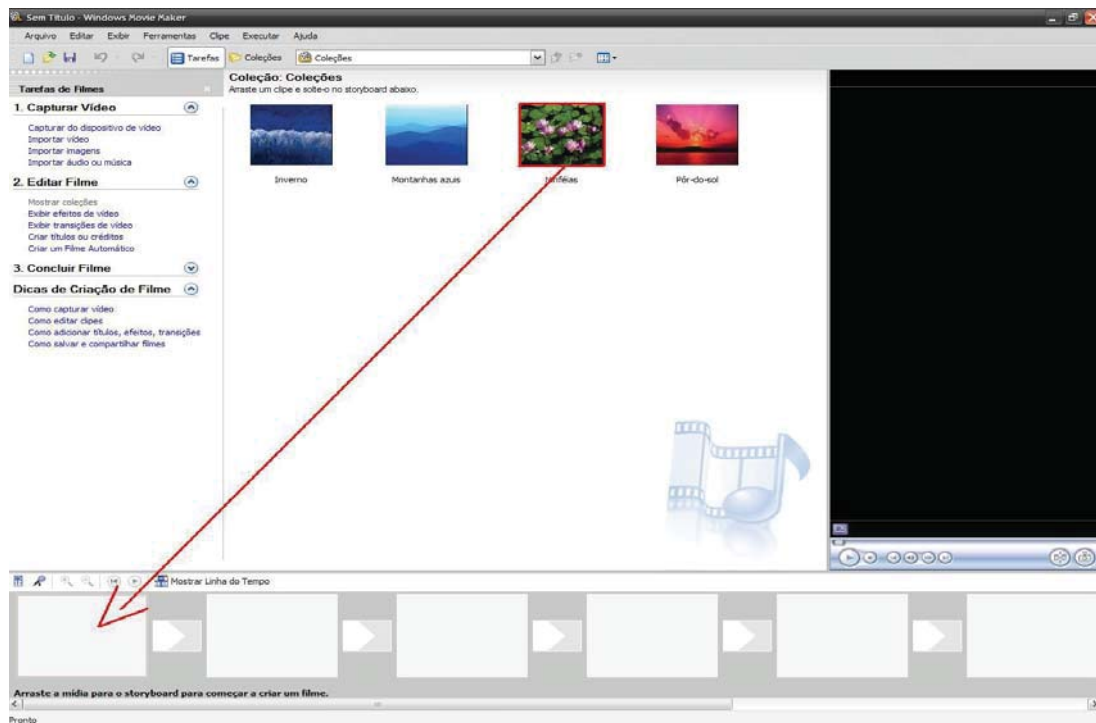 Sem Título - Windows Movie Maker
Arquivo Editar Exibir Ferramentas Clipe Executar Ajuda
Tarefas Coleções Coleções
Tarefas de Filmes
1. Capturar Vídeo
Capturar do dispositivo de vídeo
Importar vídeo
Importar imagens
Importar áudio ou música
2. Editar Filme
Mostrar coleções
Exibir efeitos de vídeo
Exibir transições de vídeo
Criar títulos ou créditos
Criar um Filme Automático
3. Concluir Filme
Dicas de Criação de Filme
Como capturar vídeo
Como editar clipes
Como adicionar títulos, efeitos, transições
Como salvar e compartilhar filmes
Coleção: Coleções
Arraste um clipe e solte-o no storyboard abaixo.
Inverno Montanhas azuis Ninféias Pôr-do-sol
Mostrar Linha do Tempo
Arraste a mídia para o storyboard para começar a criar um filme.
Pronto